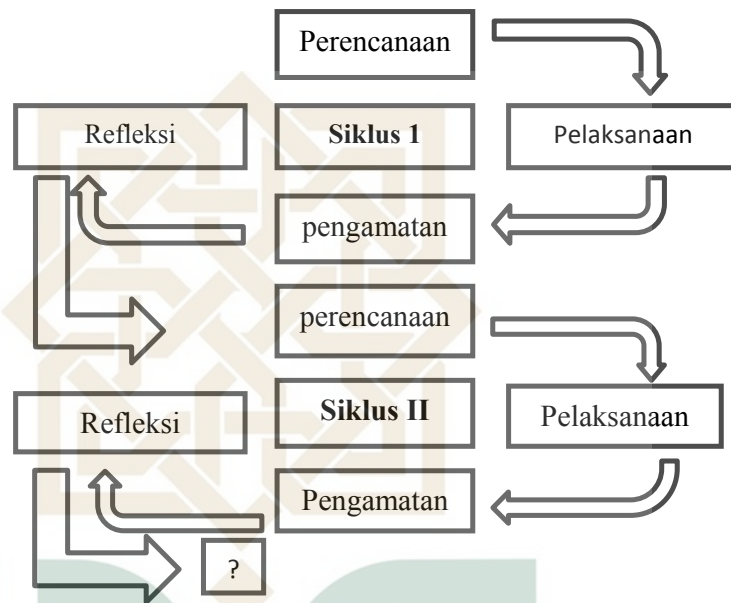 Perencanaan
Refleksi
Siklus 1
Pelaksanaan
pengamatan
perencanaan
Refleksi
Siklus II
Pelaksanaan
Pengamatan
?